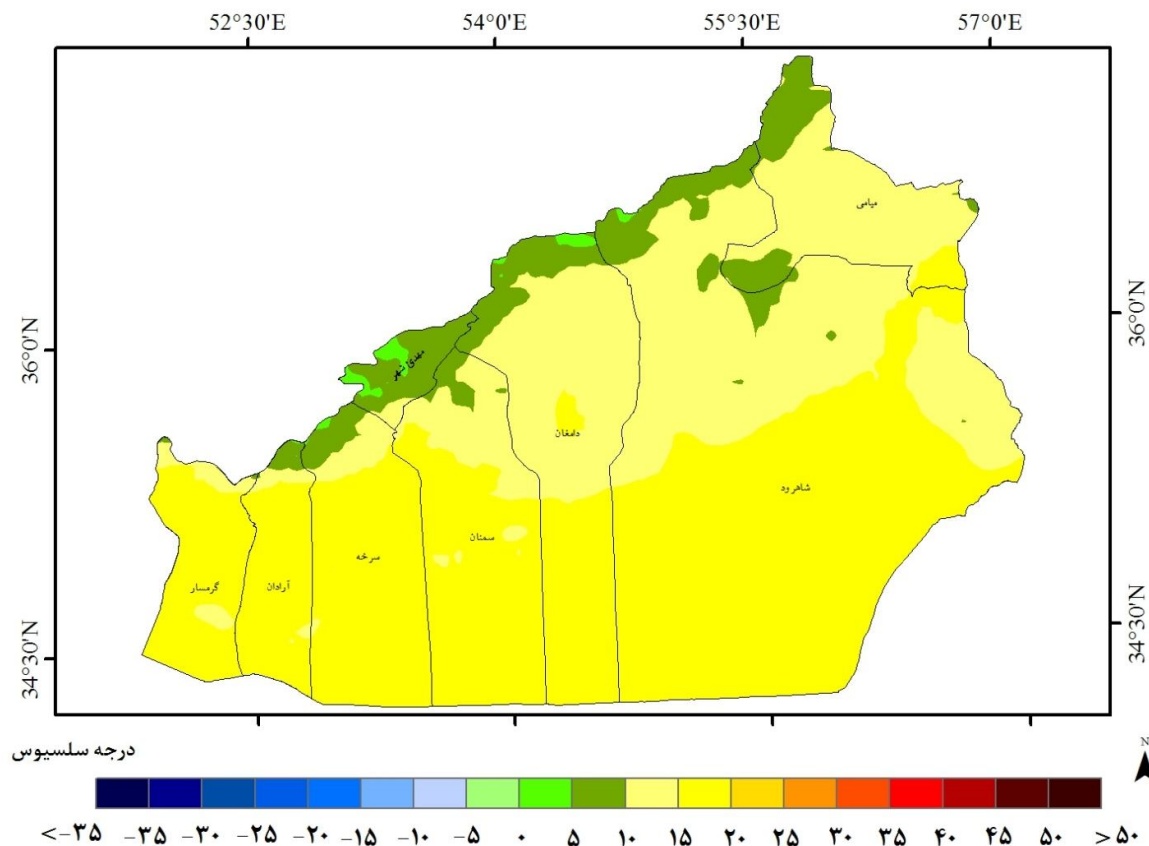 52°30'E 54°0'E 55°30'E 57°0'E
میامی
36°0'N
36°0'N
مهدی شهر
دامغان
شاهرود
سمنان
سرخه
آرادان
گرمسار
34°30'N
34°30'N
درجه سلسیوس
N
<-۳۵ -۳۵ -۳۰ -۲۵ -۲۰ -۱۵ -۱۰ -۵ ۰ ۵ ۱۰ ۱۵ ۲۰ ۲۵ ۳۰ ۳۵ ۴۰ ۴۵ ۵۰ >۵۰